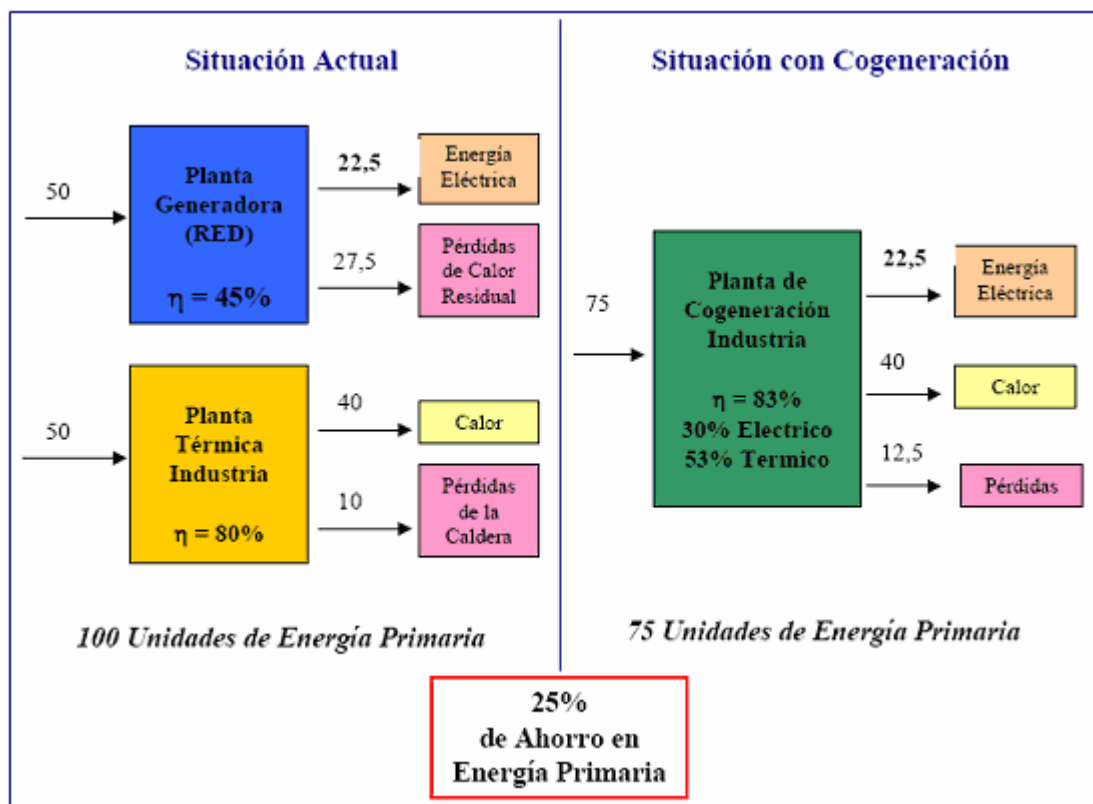 Situación Actual
50
Planta
Generadora
(RED)
η = 45%
22,5
Energía
Eléctrica
27,5
Pérdidas
de Calor
Residual
50
Planta
Térmica
Industria
η = 80%
40
Calor
10
Pérdidas
de la
Caldera
100 Unidades de Energía Primaria
Situación con Cogeneración
75
Planta de
Cogeneración
Industria
η = 83%
30% Electrico
53% Termico
22,5
Energía
Eléctrica
40
Calor
12,5
Pérdidas
75 Unidades de Energía Primaria
25%
de Ahorro en
Energía Primaria